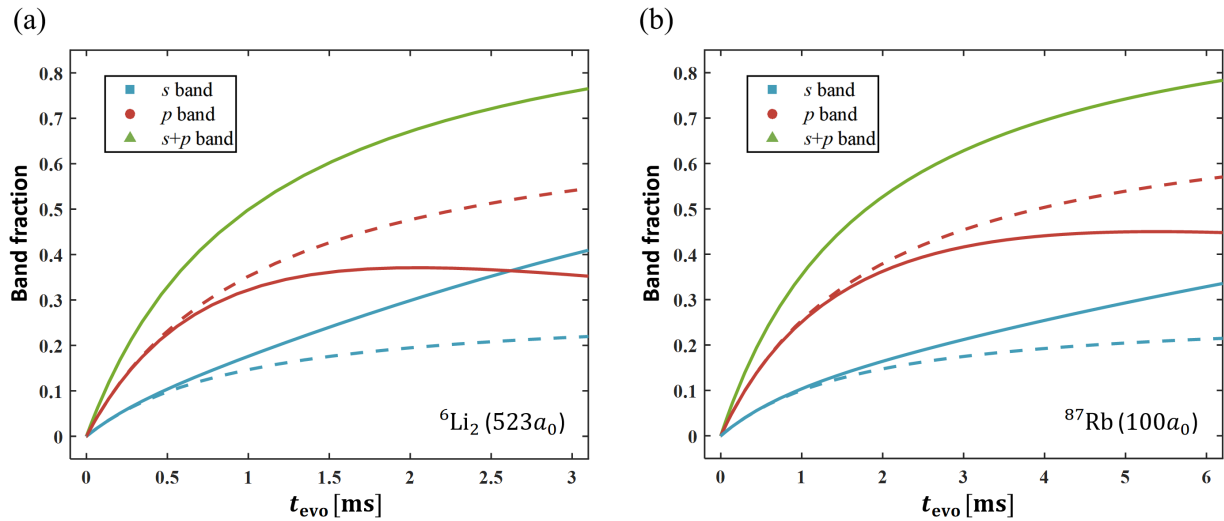 (a)
0.8
0.7
0.6
0.5
0.4
0.3
0.2
0.1
0
Band fraction
s band
p band
s+p band
⁶Li₂ (523a₀)
0 0.5 1 1.5 2 2.5 3
t_evo [ms]
(b)
0.8
0.7
0.6
0.5
0.4
0.3
0.2
0.1
0
Band fraction
s band
p band
s+p band
⁸⁷Rb (100a₀)
0 1 2 3 4 5 6
t_evo [ms]